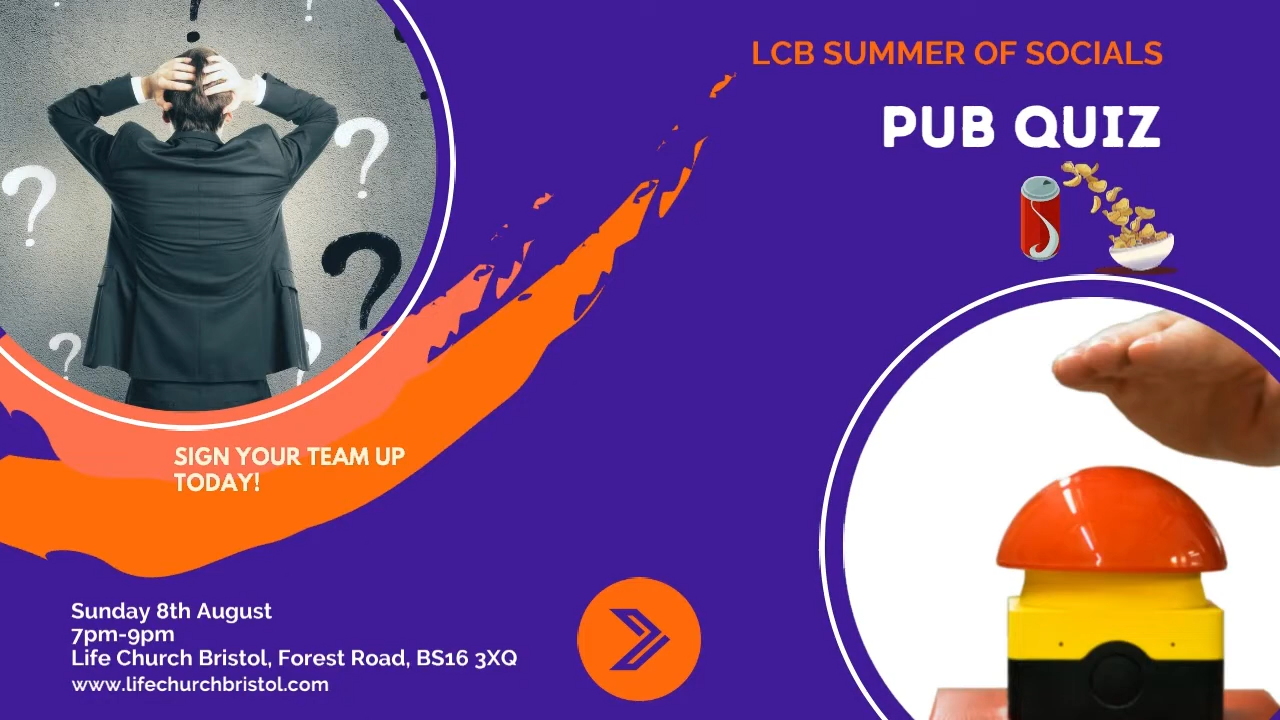 LCB SUMMER OF SOCIALS
PUB QUIZ
SIGN YOUR TEAM UP
TODAY!
Sunday 8th August
7pm-9pm
Life Church Bristol, Forest Road, BS16 3XQ
www.lifechurchbristol.com